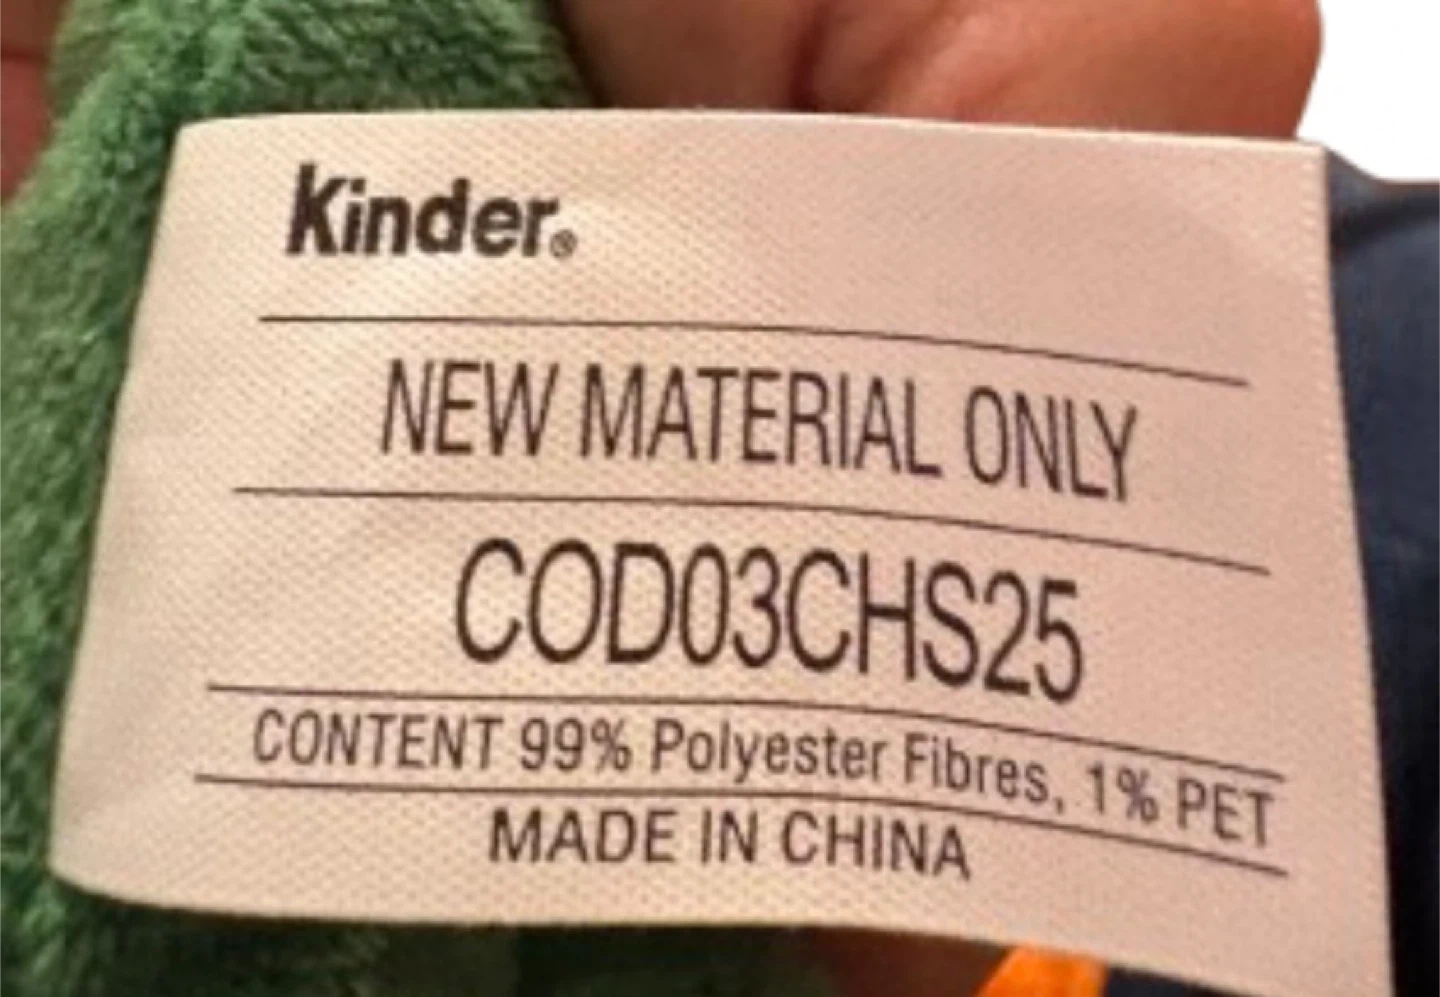 Kinder®
NEW MATERIAL ONLY
COD03CHS25
CONTENT 99% Polyester Fibres, 1% PET
MADE IN CHINA